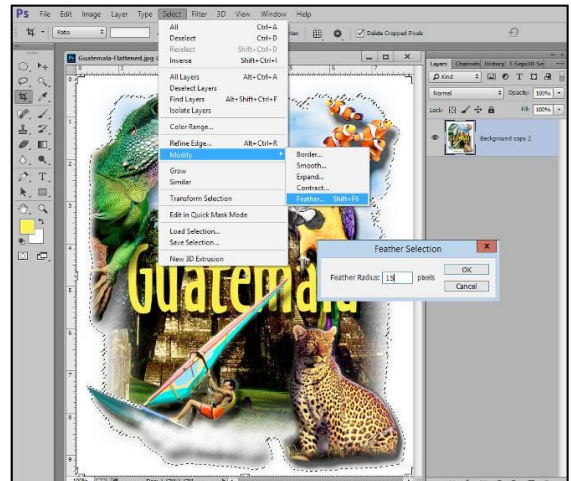 Ps File Edit Image Layer Type Select Filter 3D View Window Help
Ratio
Delete Cropped Pixels
Guatemala-Flattened.jpg
All Ctrl+A
Deselect Ctrl+D
Reselect Shift+Ctrl+D
Inverse Shift+Ctrl+I
All Layers Alt+Ctrl+A
Deselect Layers
Find Layers Alt+Shift+Ctrl+F
Isolate Layers
Color Range...
Refine Edge... Alt+Ctrl+R
Modify
Grow
Similar
Transform Selection
Edit in Quick Mask Mode
Load Selection...
Save Selection...
New 3D Extrusion
Border...
Smooth...
Expand...
Contract...
Feather... Shift+F6
Feather Selection x
Feather Radius: 15 pixels
OK
Cancel
Layers Channels History
Kind
Normal Opacity: 100%
Lock: Fill: 100%
Background copy 2
Guatemala